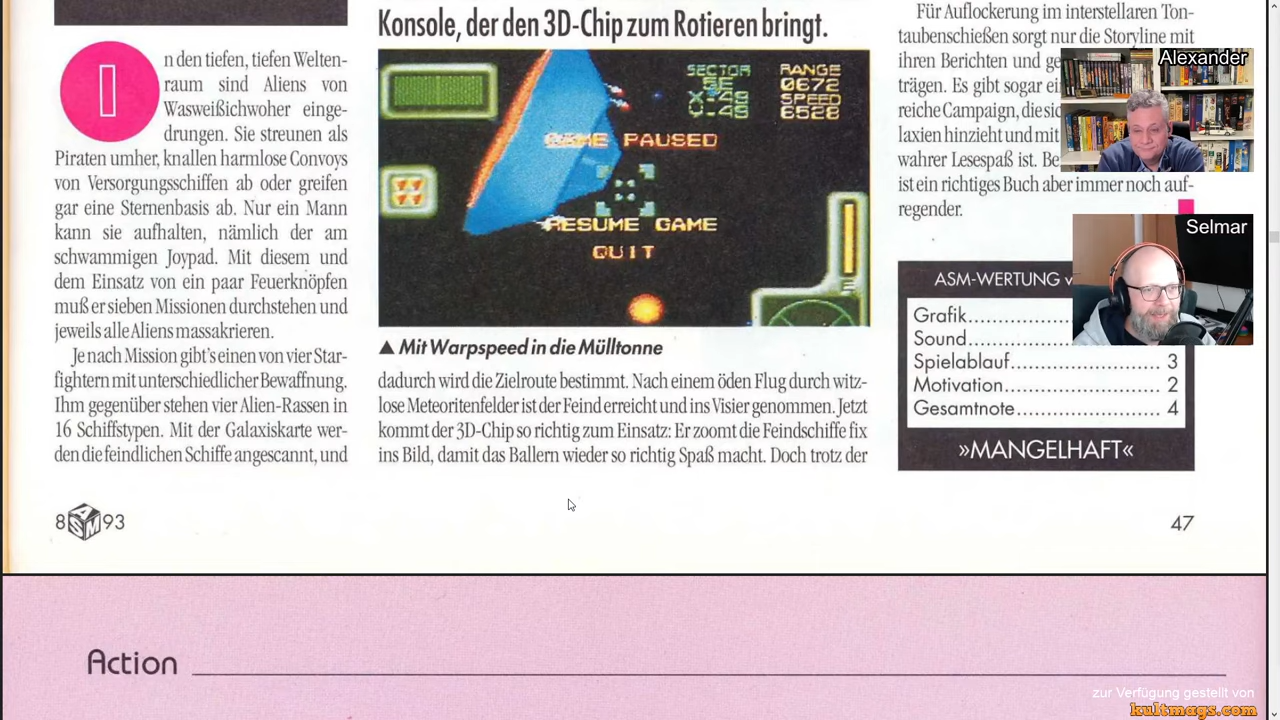 Konsole, der den 3D-Chip zum Rotieren bringt.
In den tiefen, tiefen Welten-
raum sind Aliens von
Wasweißichwoher einge-
drungen. Sie streunen als
Piraten umher, knallen harmlose Convoys
von Versorgungsschiffen ab oder greifen
gar eine Sternenbasis ab. Nur ein Mann
kann sie aufhalten, nämlich der am
schwammigen Joypad. Mit diesem und
dem Einsatz von ein paar Feuerknöpfen
muß er sieben Missionen durchstehen und
jeweils alle Aliens massakrieren.
Je nach Mission gibt's einen von vier Star-
fightern mit unterschiedlicher Bewaffnung.
Ihm gegenüber stehen vier Alien-Rassen in
16 Schiffstypen. Mit der Galaxiskarte wer-
den die feindlichen Schiffe angescannt, und
SECTOR
5E
X-49
Y-49
RANGE
0672
SPEED
6528
GAME PAUSED
RESUME GAME
QUIT
▲ Mit Warpspeed in die Mülltonne
dadurch wird die Zielroute bestimmt. Nach einem öden Flug durch witz-
lose Meteoritenfelder ist der Feind erreicht und ins Visier genommen. Jetzt
kommt der 3D-Chip so richtig zum Einsatz: Er zoomt die Feindschiffe fix
ins Bild, damit das Ballern wieder so richtig Spaß macht. Doch trotz der
Für Auflockerung im interstellaren Ton-
taubenschießen sorgt nur die Storyline mit
ihren Berichten und
trägen. Es gibt sogar
reiche Campaign, die sich
laxien hinzieht und mit
wahrer Lesespaß ist.
ist ein richtiges Buch aber immer noch auf-
regender.
Alexander
Selmar
ASM-WERTUNG
Grafik
Sound
Spielablauf 3
Motivation 2
Gesamtnote 4
»MANGELHAFT«
8 ASM 93
47
Action
zur Verfügung gestellt von
kultmags.com